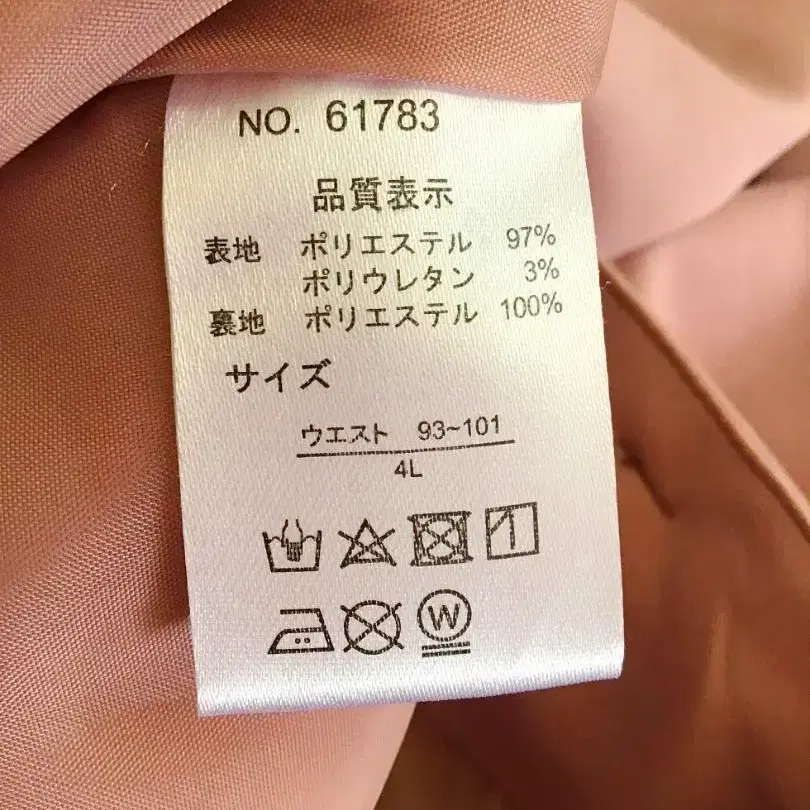 NO. 61783
品質表示
表地 ポリエステル 97%
ポリウレタン 3%
裏地 ポリエステル 100%
サイズ
ウエスト 93~101
4L
W